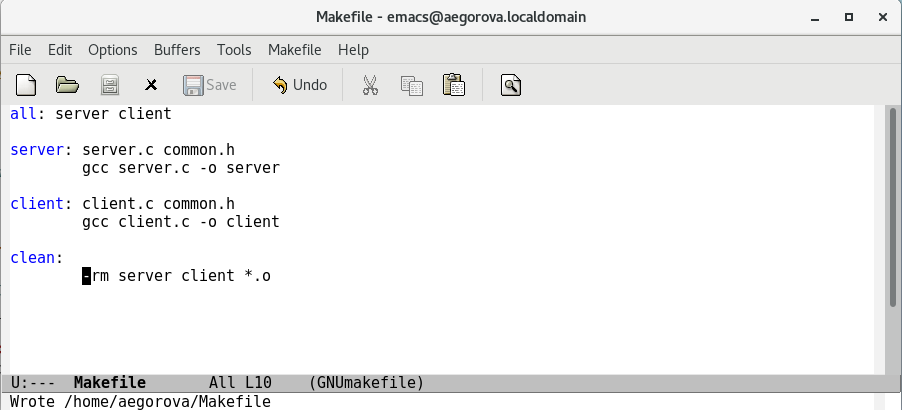 Makefile - emacs@aegorova.localdomain
File Edit Options Buffers Tools Makefile Help
Save Undo
all: server client
server: server.c common.h
        gcc server.c -o server
client: client.c common.h
        gcc client.c -o client
clean:
        -rm server client *.o
U:---  Makefile       All L10    (GNUmakefile)
Wrote /home/aegorova/Makefile